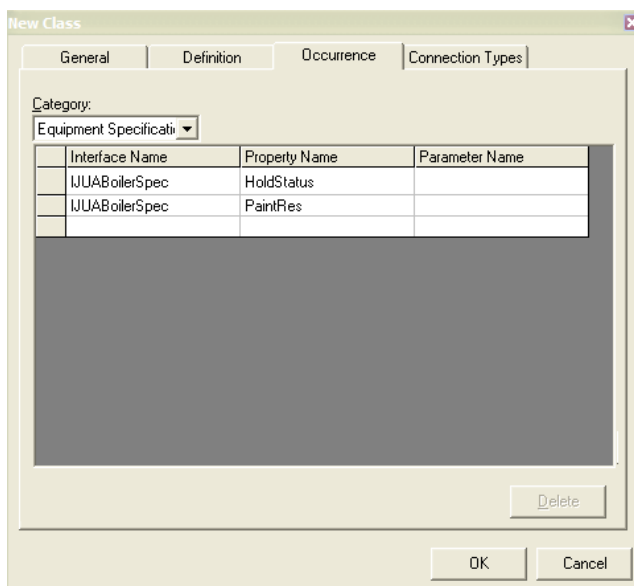 New Class
General Definition Occurrence Connection Types
Category:
Equipment Specificati
Interface Name Property Name Parameter Name
IJUABoilerSpec HoldStatus
IJUABoilerSpec PaintRes
Delete
OK Cancel